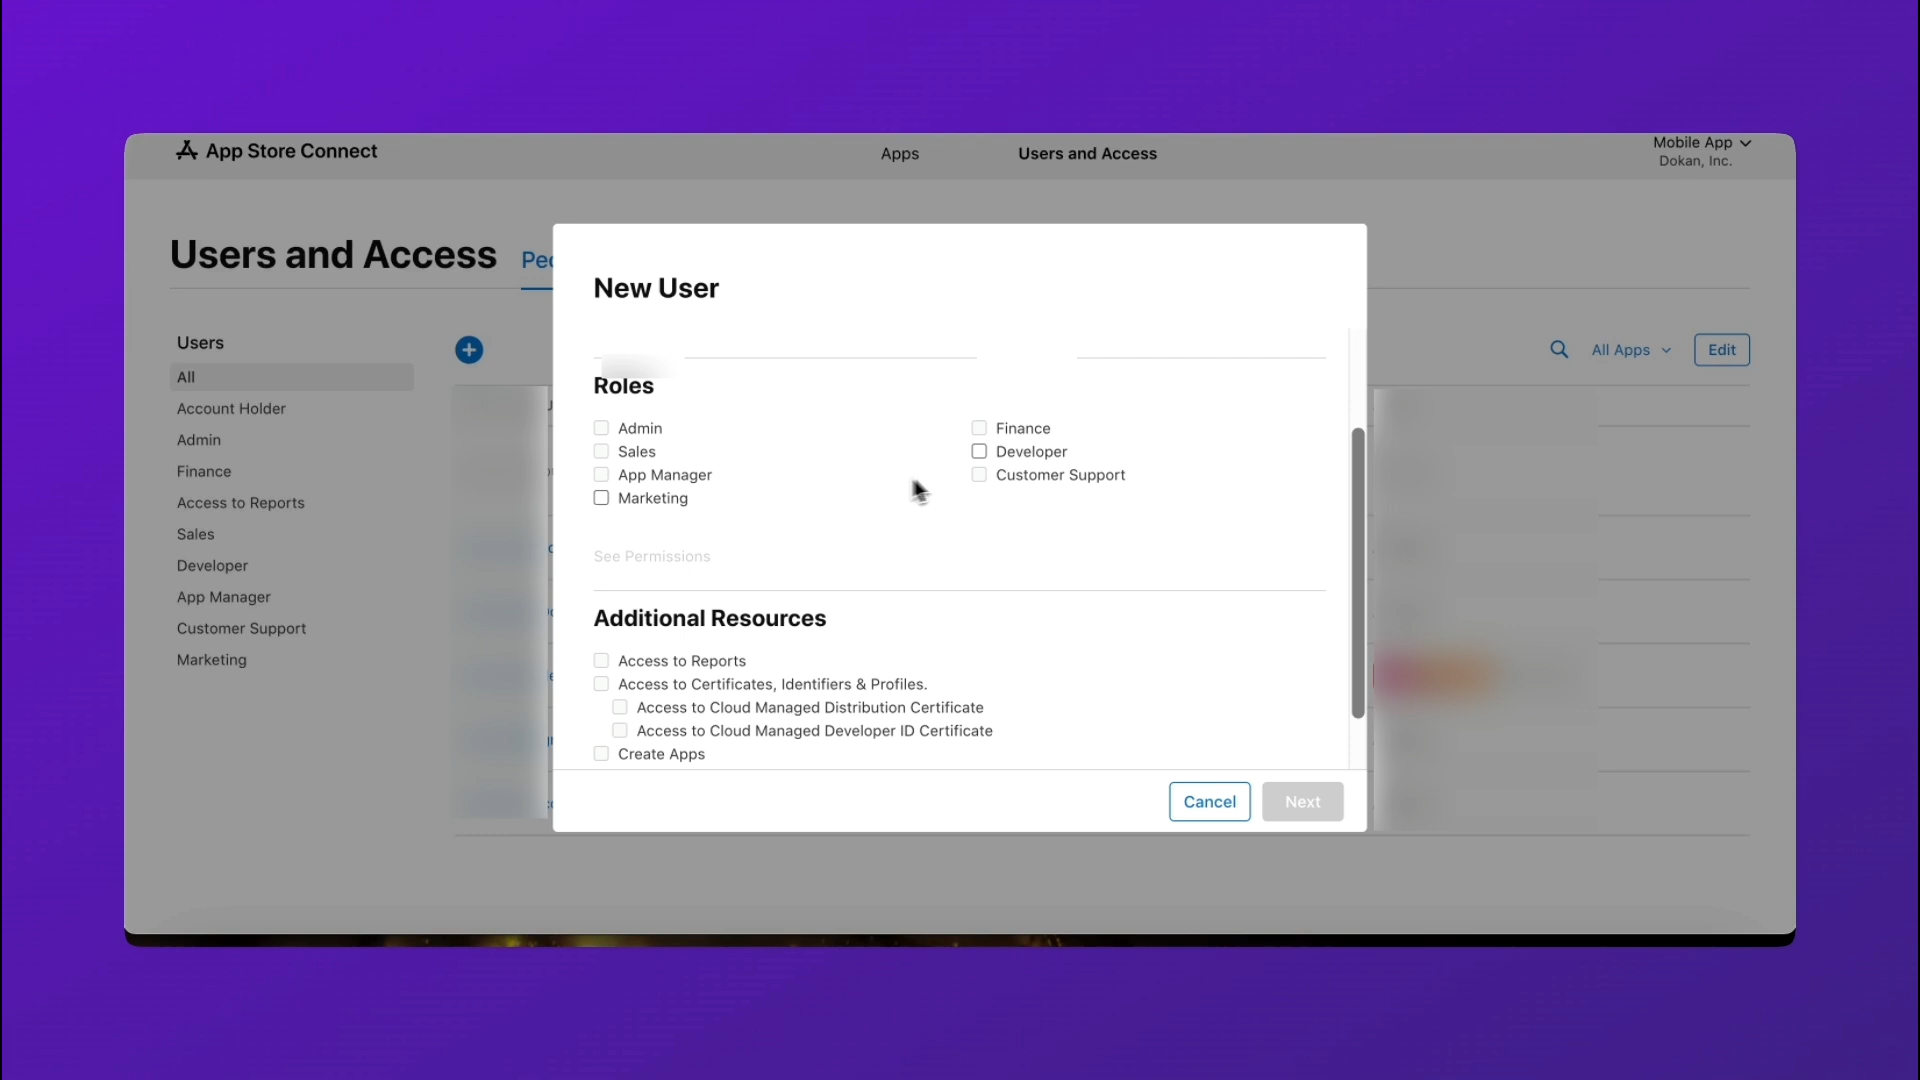 App Store Connect
Apps
Users and Access
Mobile App
Dokan, Inc.
Users and Access
Users
All
Account Holder
Admin
Finance
Access to Reports
Sales
Developer
App Manager
Customer Support
Marketing
All Apps
Edit
New User
Roles
Admin
Finance
Sales
Developer
App Manager
Customer Support
Marketing
See Permissions
Additional Resources
Access to Reports
Access to Certificates, Identifiers & Profiles.
Access to Cloud Managed Distribution Certificate
Access to Cloud Managed Developer ID Certificate
Create Apps
Cancel
Next